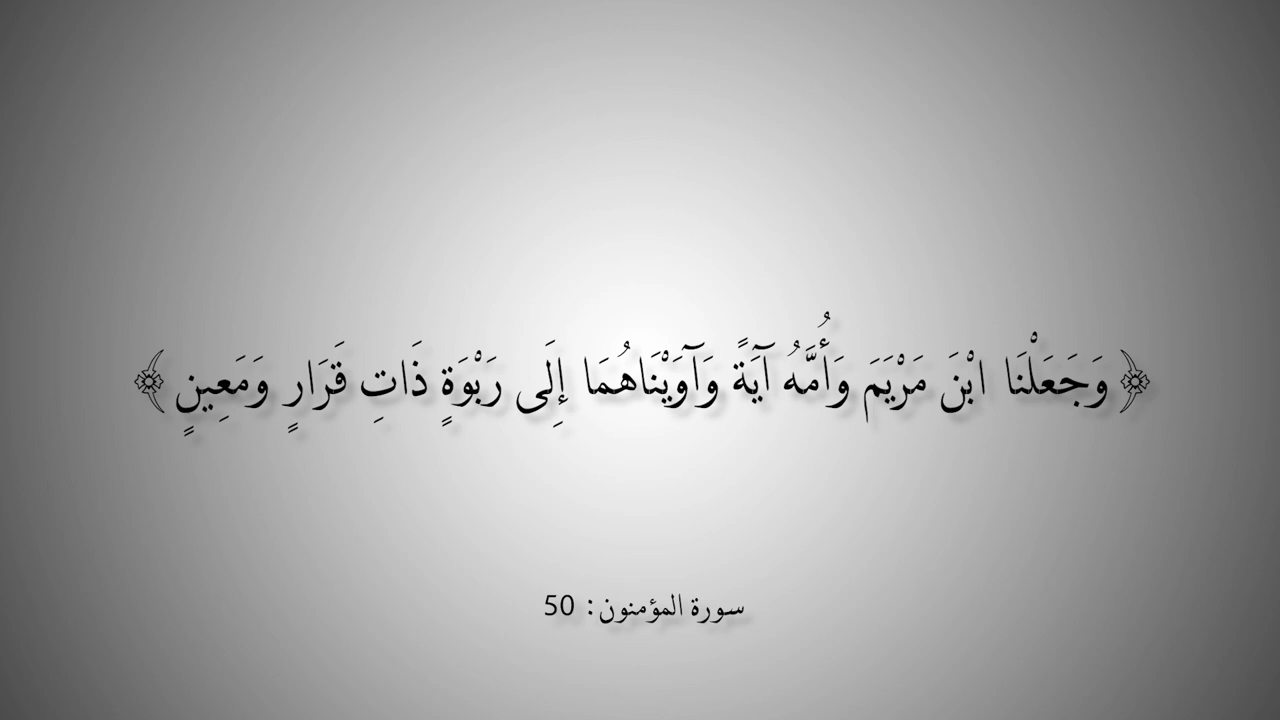 ﴿ وَجَعَلْنَا ابْنَ مَرْيَمَ وَأُمَّهُ آيَةً وَآوَيْنَاهُمَا إِلَى رَبْوَةٍ ذَاتِ قَرَارٍ وَمَعِينٍ ﴾
سورة المؤمنون: 50